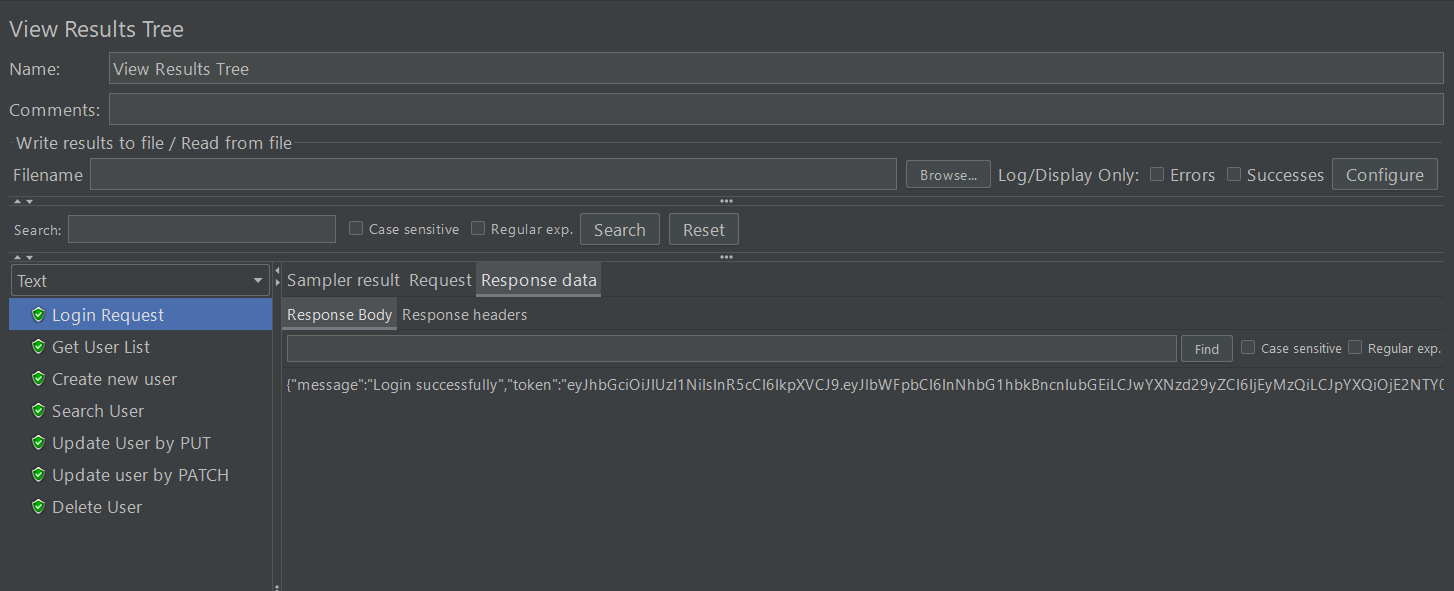 View Results Tree
Name: View Results Tree
Comments:
Write results to file / Read from file
Filename Browse... Log/Display Only: Errors Successes Configure
Search: Case sensitive Regular exp. Search Reset
Text
Sampler result Request Response data
Login Request
Response Body Response headers
Get User List
Find Case sensitive Regular exp.
Create new user
{"message":"Login successfully","token":"eyJhbGciOiJIUzI1NiIsInR5cCI6IkpXVCJ9.eyJlbWFpbCI6InNhbG1hbkBncnIubGEiLCJwYXNzd29yZCI6IjEyMzQiLCJpYXQiOjE2NTY0
Search User
Update User by PUT
Update user by PATCH
Delete User